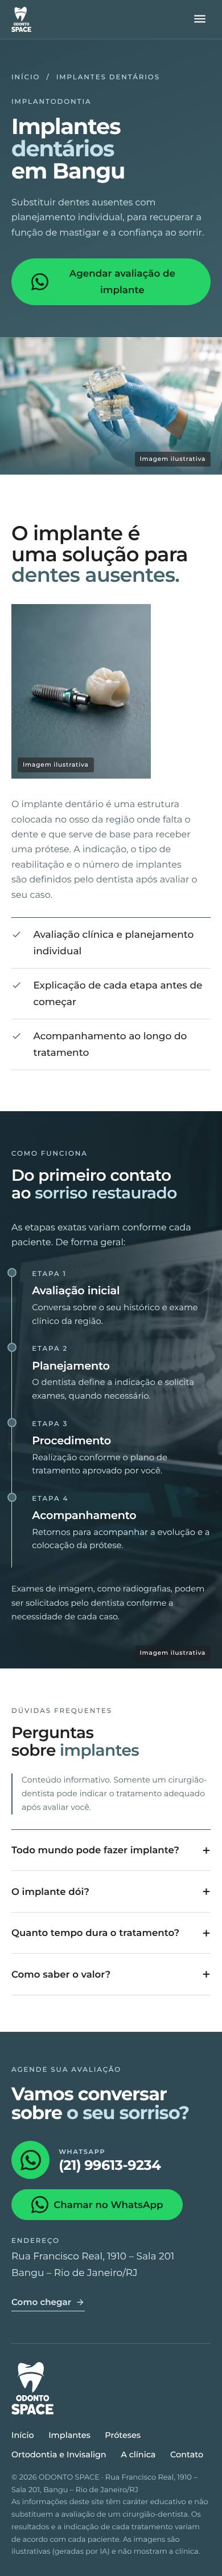 ODONTO
SPACE
INÍCIO / IMPLANTES DENTÁRIOS
IMPLANTODONTIA
Implantes
dentários
em Bangu
Substituir dentes ausentes com
planejamento individual, para recuperar a
função de mastigar e a confiança ao sorrir.
Agendar avaliação de
implante
Imagem ilustrativa
O implante é
uma solução para
dentes ausentes.
Imagem ilustrativa
O implante dentário é uma estrutura
colocada no osso da região onde falta o
dente e que serve de base para receber
uma prótese. A indicação, o tipo de
reabilitação e o número de implantes
são definidos pelo dentista após avaliar o
seu caso.
Avaliação clínica e planejamento
individual
Explicação de cada etapa antes de
começar
Acompanhamento ao longo do
tratamento
COMO FUNCIONA
Do primeiro contato
ao sorriso restaurado
As etapas exatas variam conforme cada
paciente. De forma geral:
ETAPA 1
Avaliação inicial
Conversa sobre o seu histórico e exame
clínico da região.
ETAPA 2
Planejamento
O dentista define a indicação e solicita
exames, quando necessário.
ETAPA 3
Procedimento
Realização conforme o plano de
tratamento aprovado por você.
ETAPA 4
Acompanhamento
Retornos para acompanhar a evolução e a
colocação da prótese.
Exames de imagem, como radiografias, podem
ser solicitados pelo dentista conforme a
necessidade de cada caso.
Imagem ilustrativa
DÚVIDAS FREQUENTES
Perguntas
sobre implantes
Conteúdo informativo. Somente um cirurgião-
dentista pode indicar o tratamento adequado
após avaliar você.
Todo mundo pode fazer implante? +
O implante dói? +
Quanto tempo dura o tratamento? +
Como saber o valor? +
AGENDE SUA AVALIAÇÃO
Vamos conversar
sobre o seu sorriso?
WHATSAPP
(21) 99613-9234
Chamar no WhatsApp
ENDEREÇO
Rua Francisco Real, 1910 – Sala 201
Bangu – Rio de Janeiro/RJ
Como chegar →
ODONTO
SPACE
Início Implantes Próteses
Ortodontia e Invisalign A clínica Contato
© 2026 ODONTO SPACE · Rua Francisco Real, 1910 –
Sala 201, Bangu – Rio de Janeiro/RJ
As informações deste site têm caráter educativo e não
substituem a avaliação de um cirurgião-dentista. Os
resultados e a indicação de cada tratamento variam
de acordo com cada paciente. As imagens são
ilustrativas (geradas por IA) e não mostram a clínica.